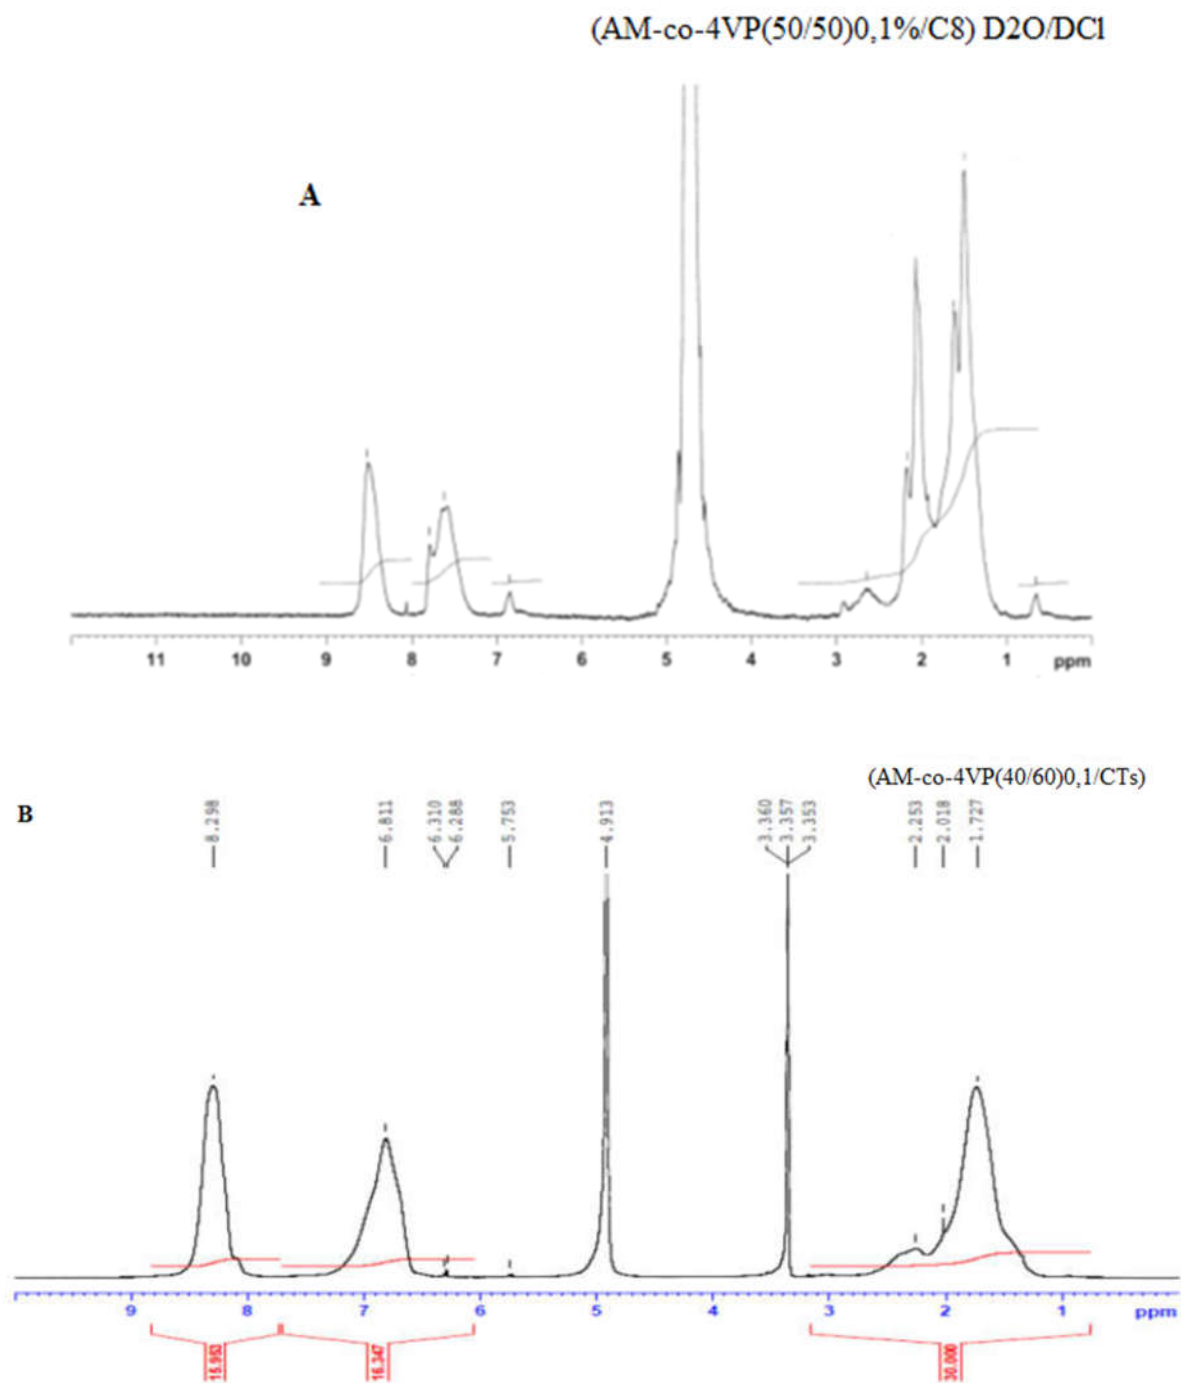 (AM-co-4VP(50/50)0,1%/C8) D2O/DCl
A
11 10 9 8 7 6 5 4 3 2 1 ppm
(AM-co-4VP(40/60)0,1/CTs)
B
8.298 6.811 6.310 6.288 5.753 4.913 3.360 3.357 3.353 2.253 2.018 1.727
9 8 7 6 5 4 3 2 1 ppm
15.953 16.347 30.000